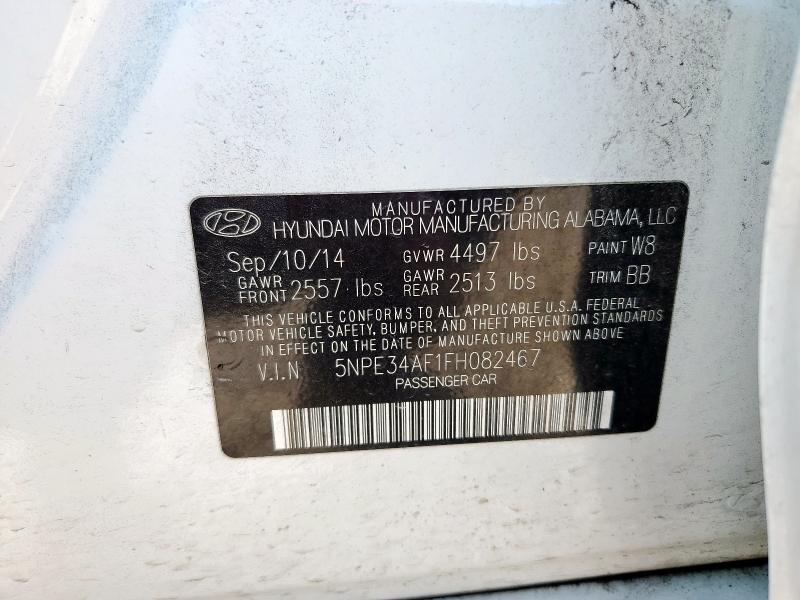 MANUFACTURED BY
HYUNDAI MOTOR MANUFACTURING ALABAMA, LLC
Sep/10/14 GVWR 4497 lbs PAINT W8
GAWR FRONT 2557 lbs GAWR REAR 2513 lbs TRIM BB
THIS VEHICLE CONFORMS TO ALL APPLICABLE U.S.A. FEDERAL
MOTOR VEHICLE SAFETY, BUMPER, AND THEFT PREVENTION STANDARDS
IN EFFECT ON THE DATE OF MANUFACTURE SHOWN ABOVE
V.I.N 5NPE34AF1FH082467
PASSENGER CAR